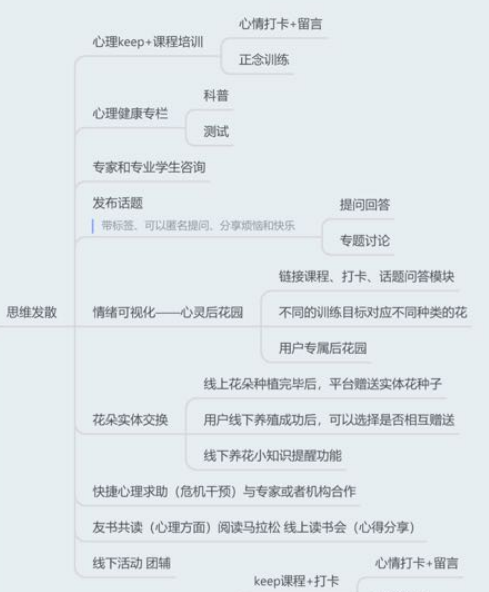 心情打卡+留言
心理keep+课程培训
正念训练
科普
心理健康专栏
测试
专家和专业学生咨询
发布话题
带标签、可以匿名提问、分享烦恼和快乐
提问回答
专题讨论
链接课程、打卡、话题问答模块
思维发散
情绪可视化——心灵后花园
不同的训练目标对应不同种类的花
用户专属后花园
线上花朵种植完毕后，平台赠送实体花种子
花朵实体交换
用户线下养殖成功后，可以选择是否相互赠送
线下养花小知识提醒功能
快捷心理求助（危机干预）与专家或者机构合作
友书共读（心理方面）阅读马拉松 线上读书会（心得分享）
线下活动 团辅
心情打卡+留言
keep课程+打卡